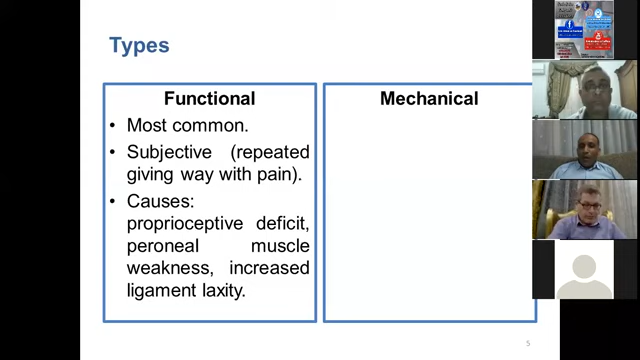 Types
Functional
• Most common.
• Subjective (repeated
giving way with pain).
• Causes:
proprioceptive deficit,
peroneal muscle
weakness, increased
ligament laxity.
Mechanical
5